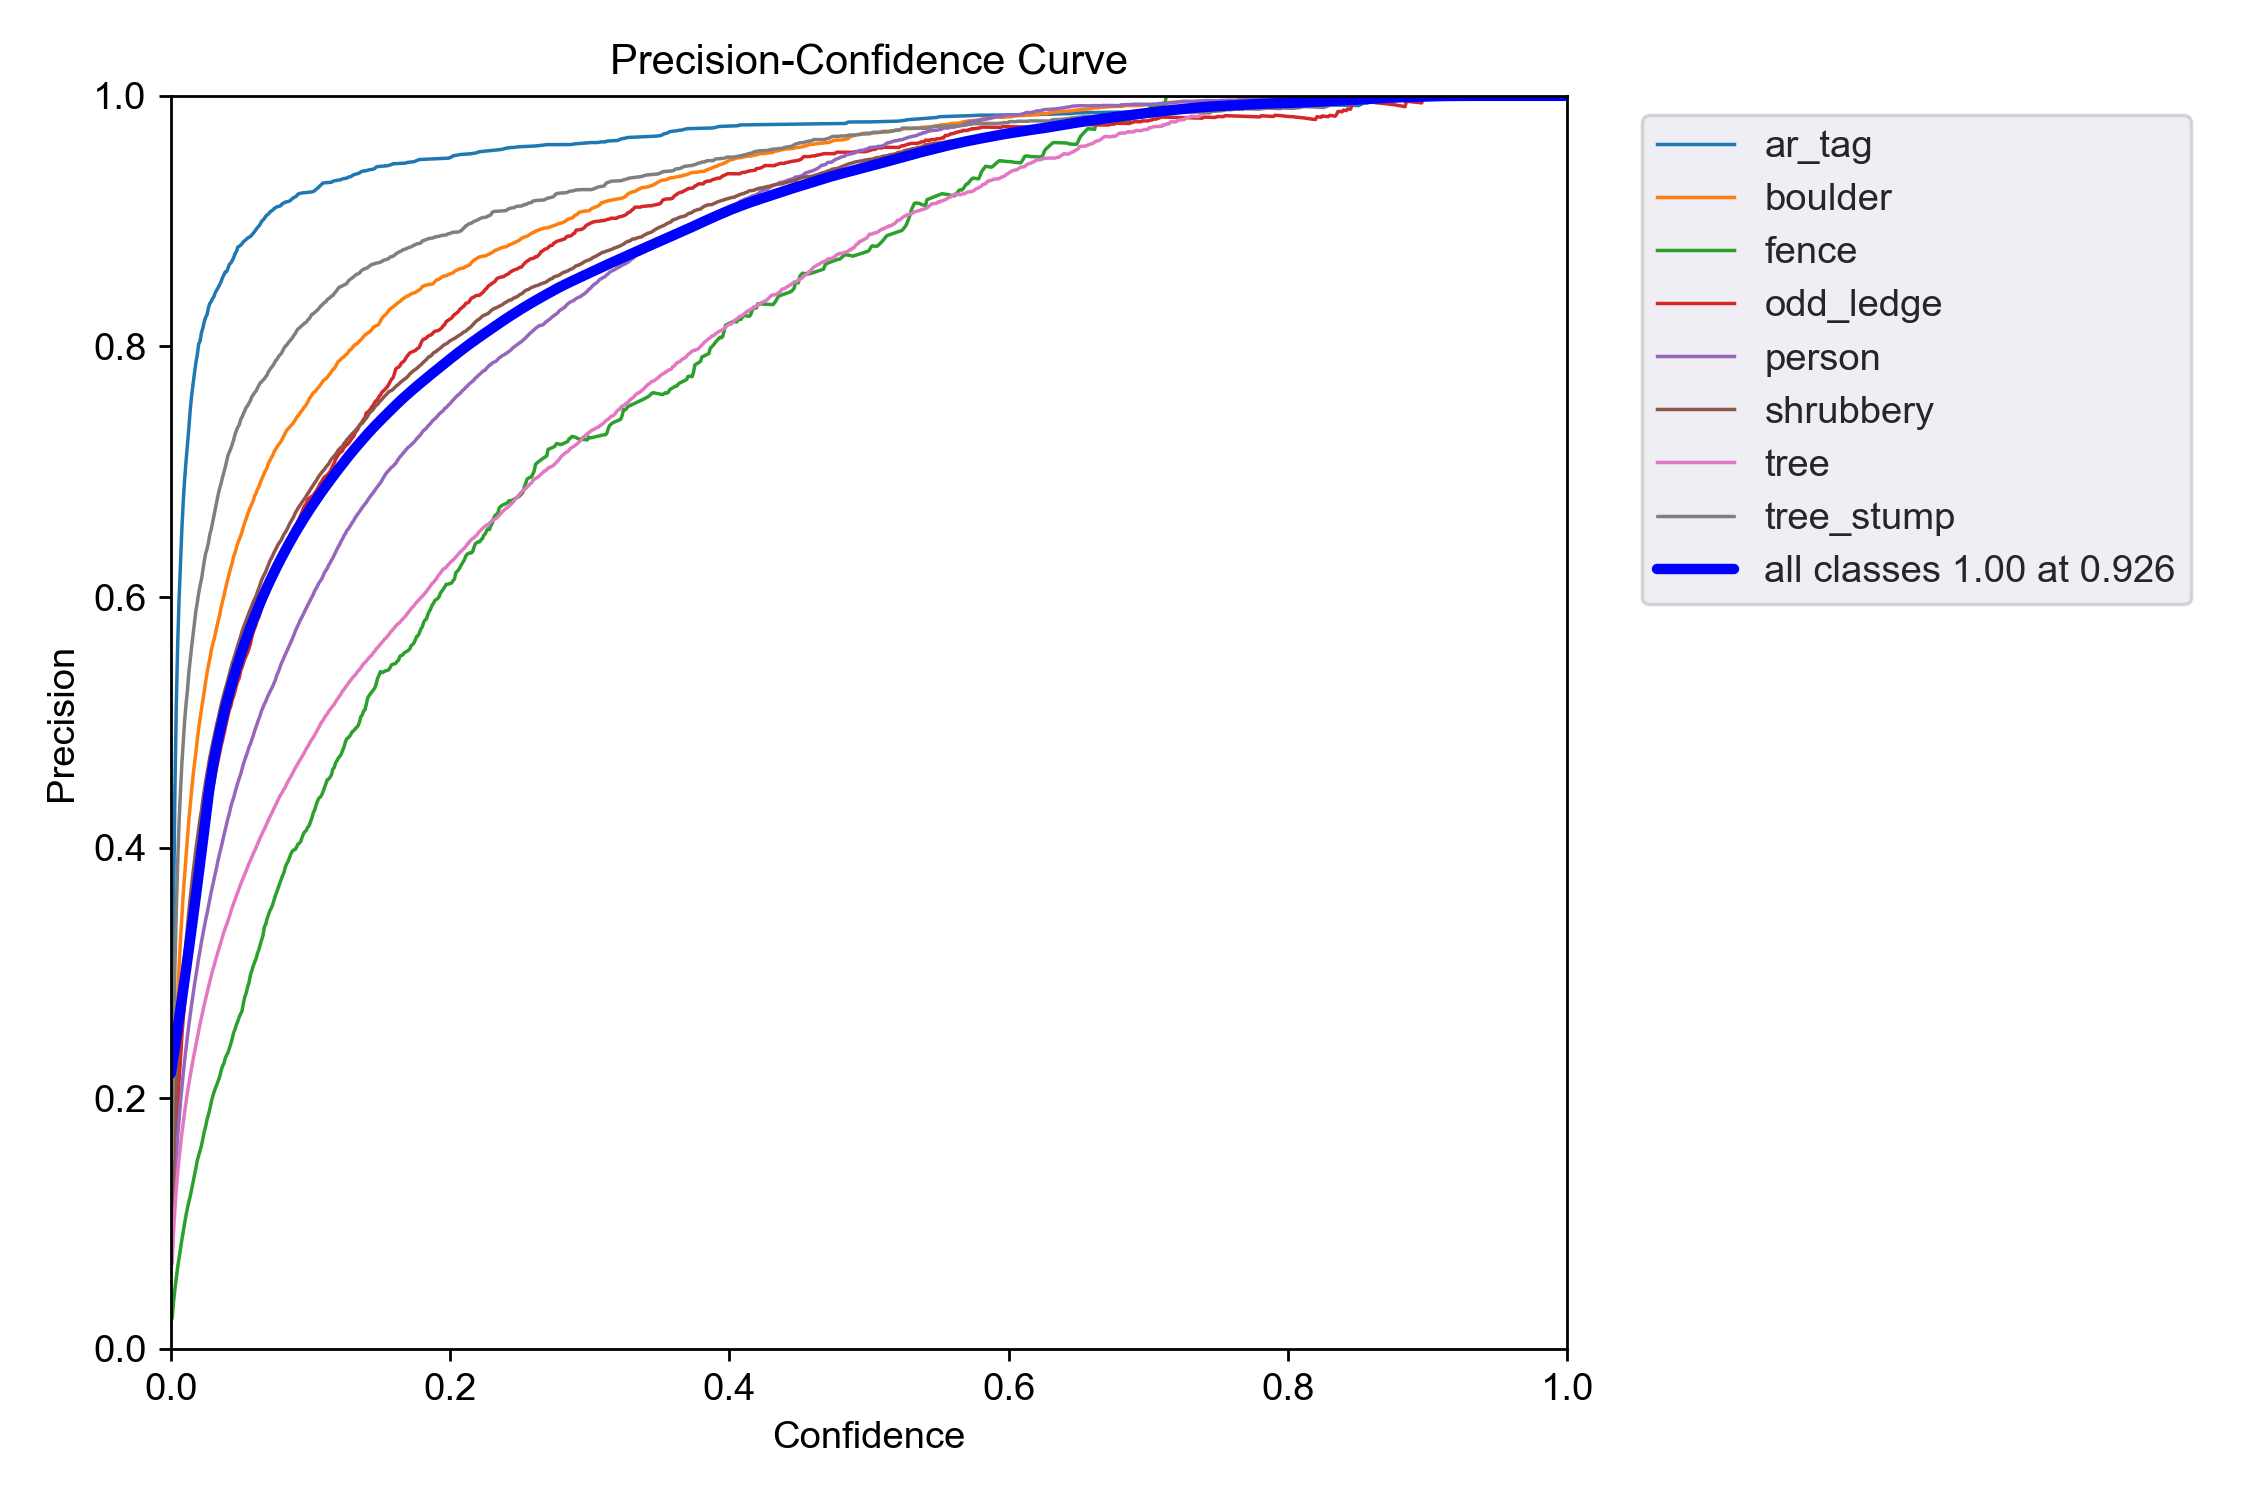 Precision-Confidence Curve
1.0
0.8
0.6
0.4
0.2
0.0
Precision
0.0 0.2 0.4 0.6 0.8 1.0
Confidence
ar_tag
boulder
fence
odd_ledge
person
shrubbery
tree
tree_stump
all classes 1.00 at 0.926